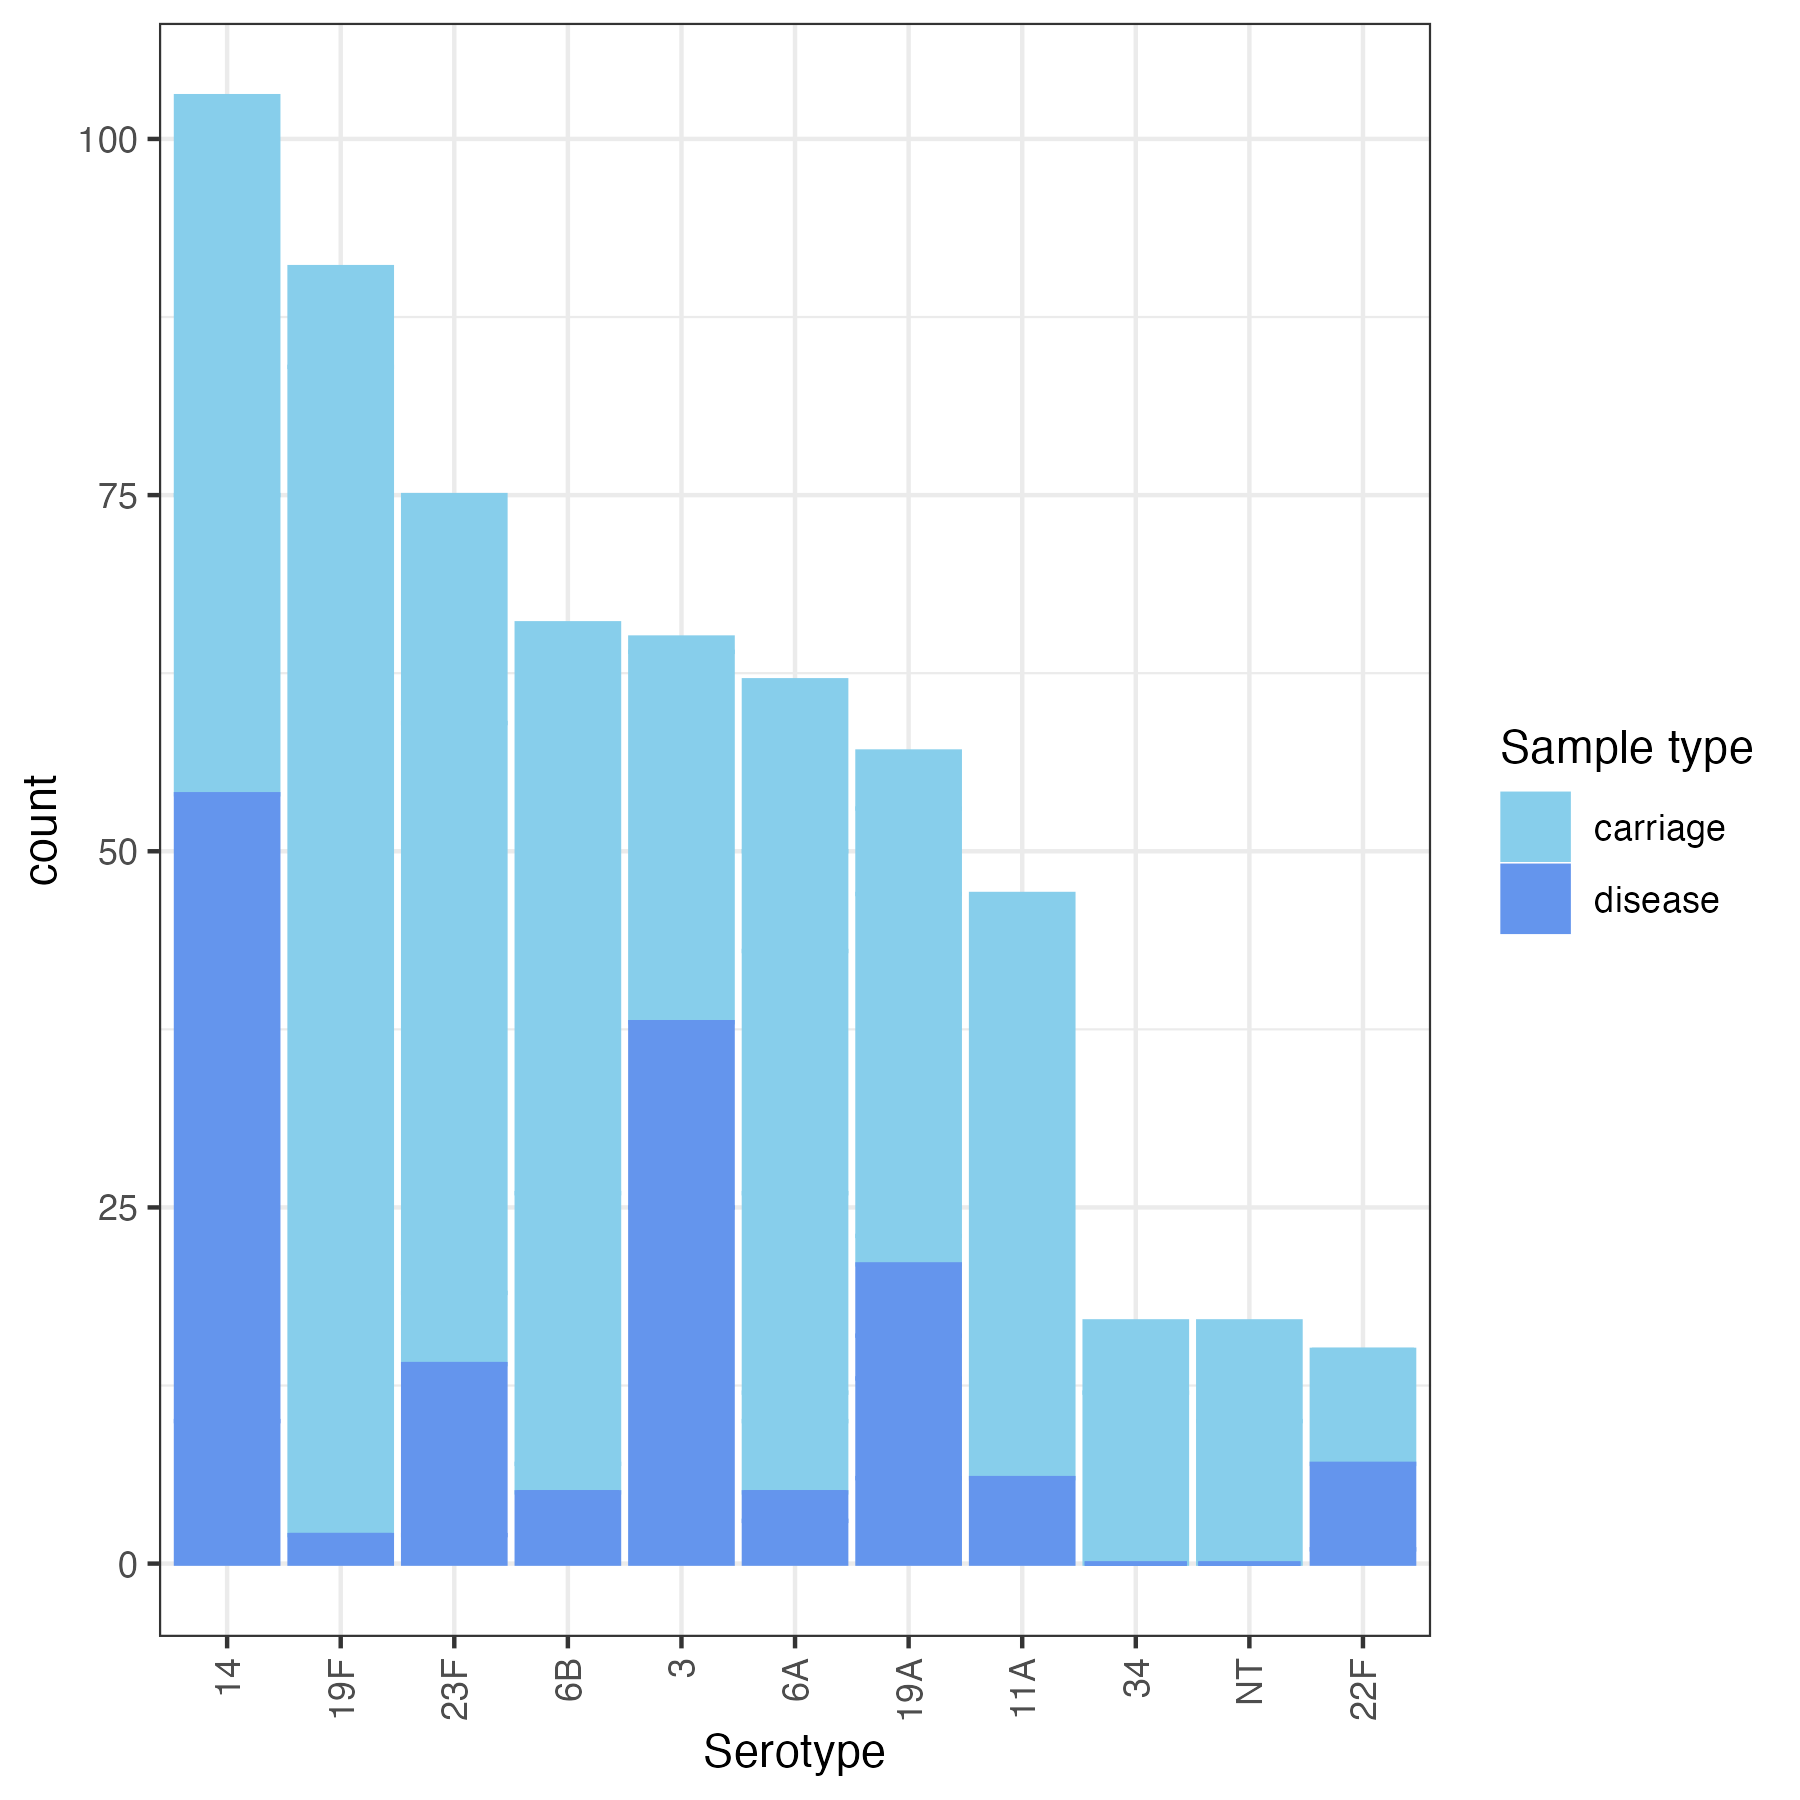 count
100
75
50
25
0
14
19F
23F
6B
3
6A
19A
11A
34
NT
22F
Serotype
Sample type
carriage
disease